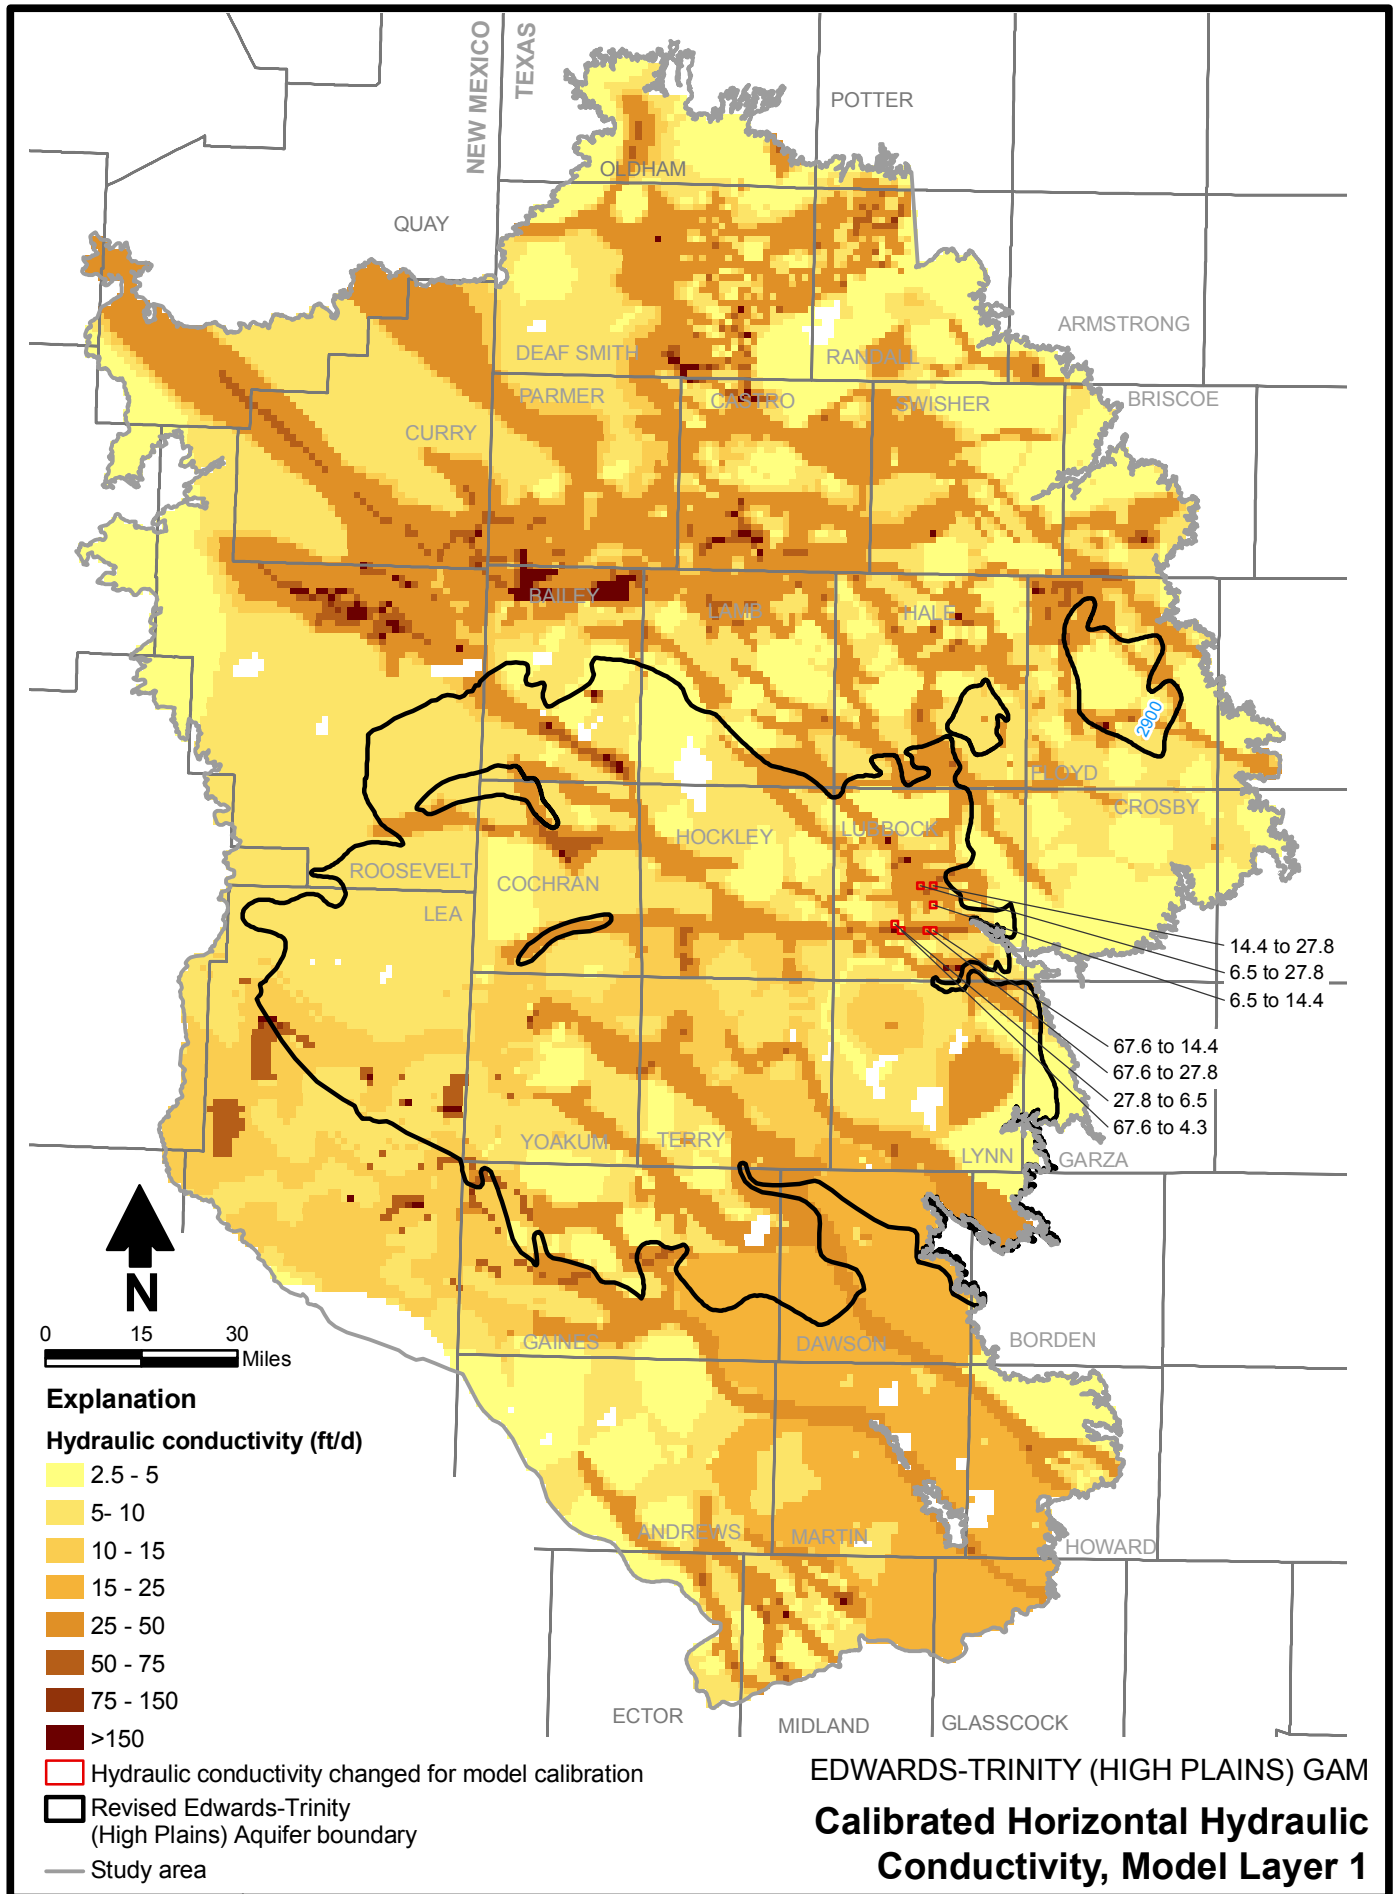 NEW MEXICO
TEXAS
POTTER
OLDHAM
QUAY
ARMSTRONG
DEAF SMITH
RANDALL
PARMER
CASTRO
SWISHER
BRISCOE
CURRY
BAILEY
LAMB
HALE
2900
FLOYD
CROSBY
HOCKLEY
LUBBOCK
ROOSEVELT
COCHRAN
LEA
14.4 to 27.8
6.5 to 27.8
6.5 to 14.4
67.6 to 14.4
67.6 to 27.8
27.8 to 6.5
67.6 to 4.3
YOAKUM
TERRY
LYNN
GARZA
N
0 15 30
Miles
GAINES
DAWSON
BORDEN
ANDREWS
MARTIN
HOWARD
ECTOR
MIDLAND
GLASSCOCK
Explanation
Hydraulic conductivity (ft/d)
2.5 - 5
5- 10
10 - 15
15 - 25
25 - 50
50 - 75
75 - 150
>150
Hydraulic conductivity changed for model calibration
Revised Edwards-Trinity
(High Plains) Aquifer boundary
Study area
EDWARDS-TRINITY (HIGH PLAINS) GAM
Calibrated Horizontal Hydraulic
Conductivity, Model Layer 1